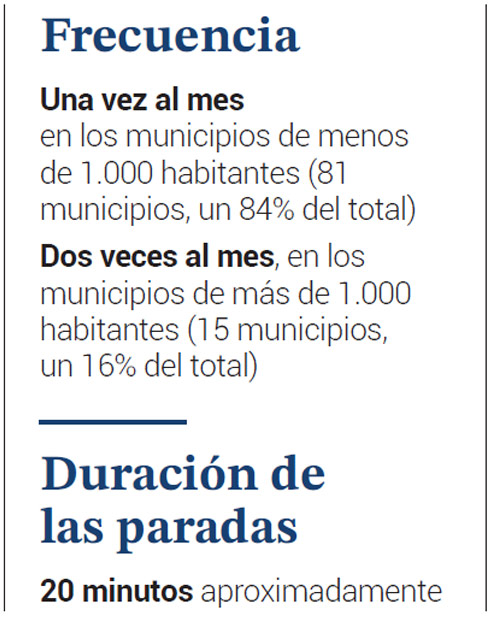 Frecuencia
Una vez al mes
en los municipios de menos
de 1.000 habitantes (81
municipios, un 84% del total)
Dos veces al mes, en los
municipios de más de 1.000
habitantes (15 municipios,
un 16% del total)
Duración de
las paradas
20 minutos aproximadamente